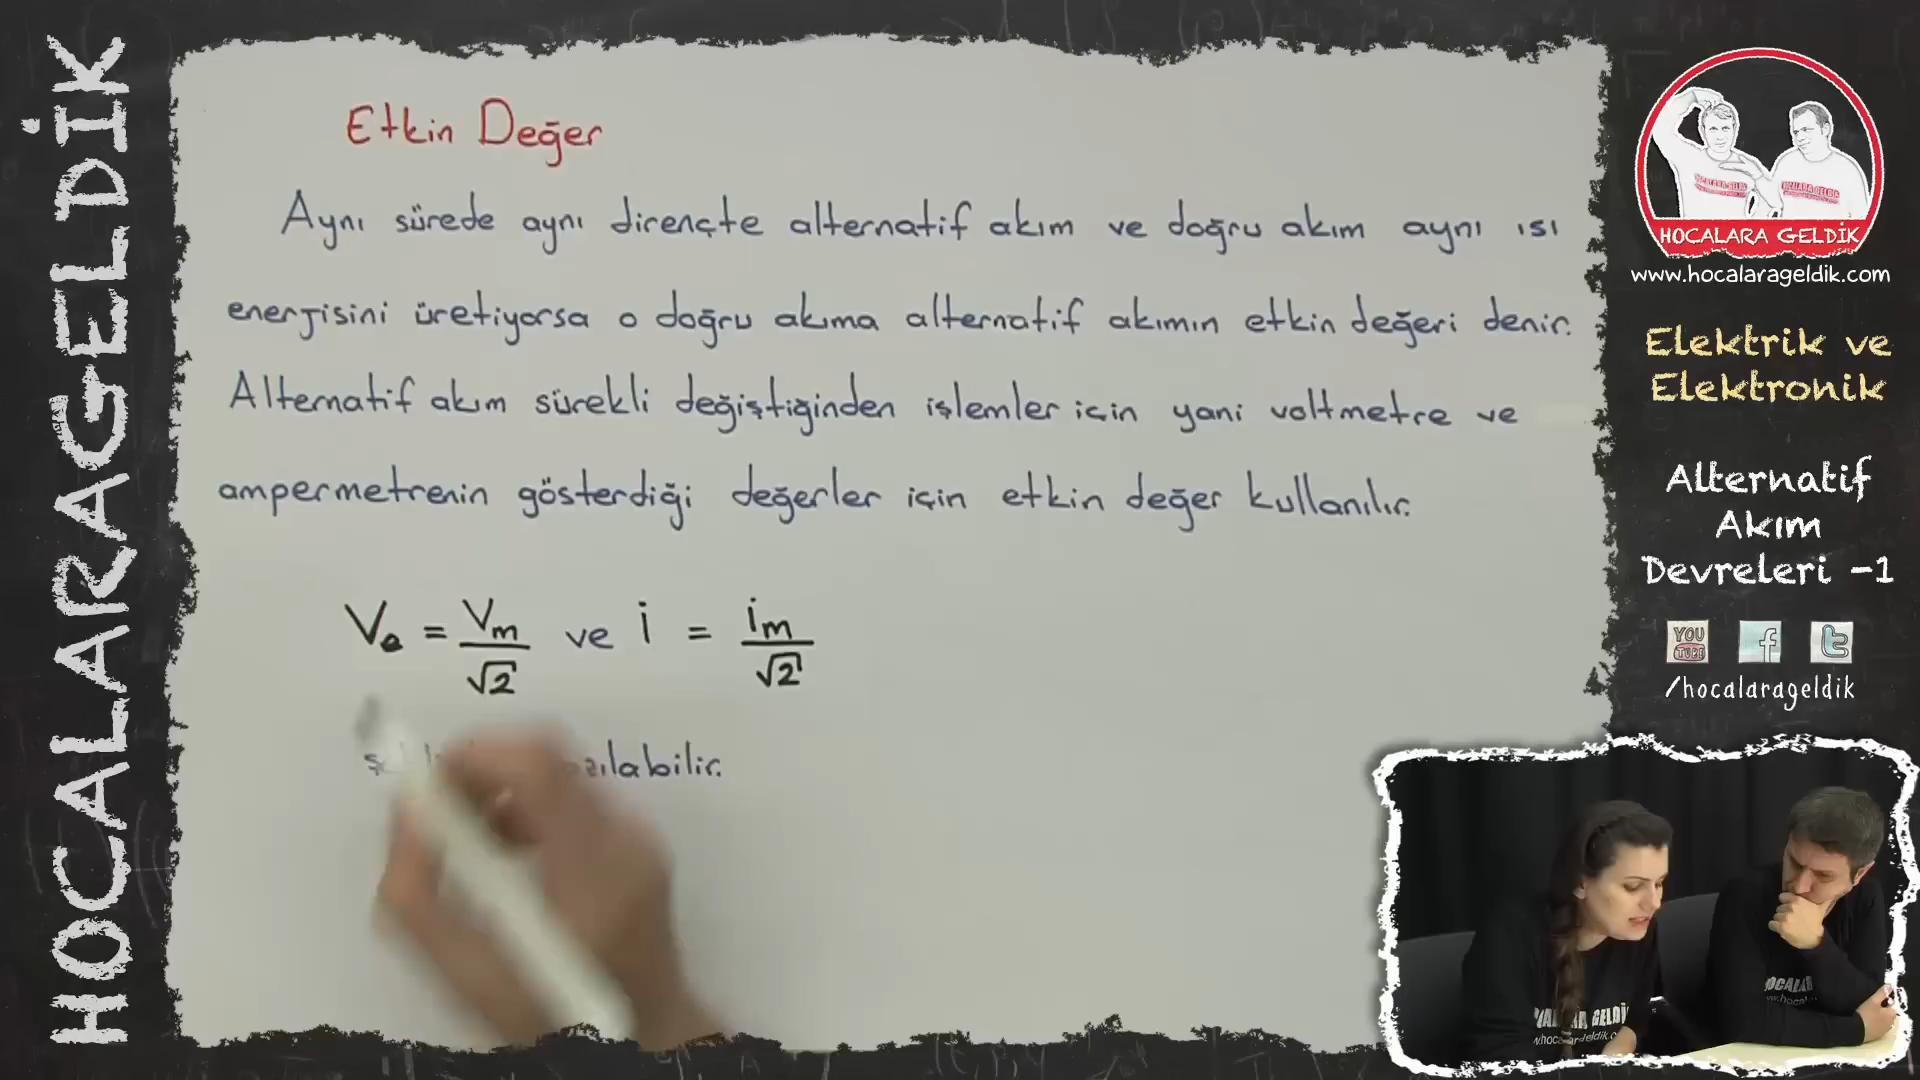 HOCALARAGELDİK
Etkin Değer
Aynı sürede aynı dirençte alternatif akım ve doğru akım aynı ısı
enerjisini üretiyorsa o doğru akıma alternatif akımın etkin değeri denir.
Alternatif akım sürekli değiştiğinden işlemler için yani voltmetre ve
ampermetrenin gösterdiği değerler için etkin değer kullanılır.
Ve = Vm/√2 ve i = im/√2
HOCALARA GELDİK
www.hocalarageldik.com
Elektrik ve
Elektronik
Alternatif
Akım
Devreleri -1
YOU
TUBE
f
t
/hocalarageldik